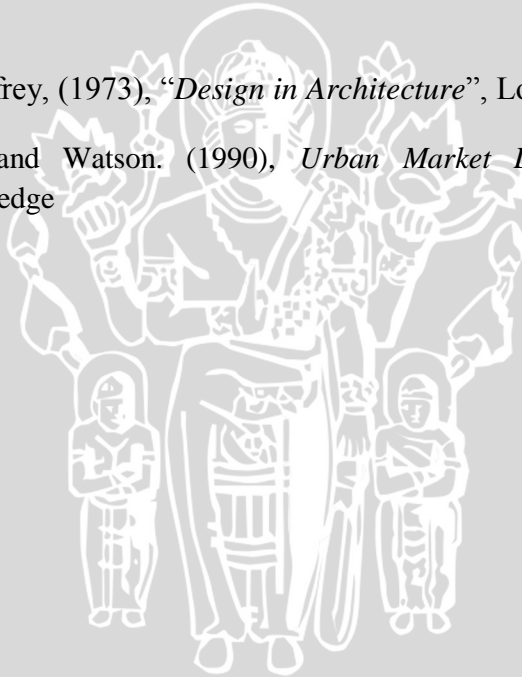 frey, (1973), “Design in Architecture”, Lo
and Watson. (1990), Urban Market
edge